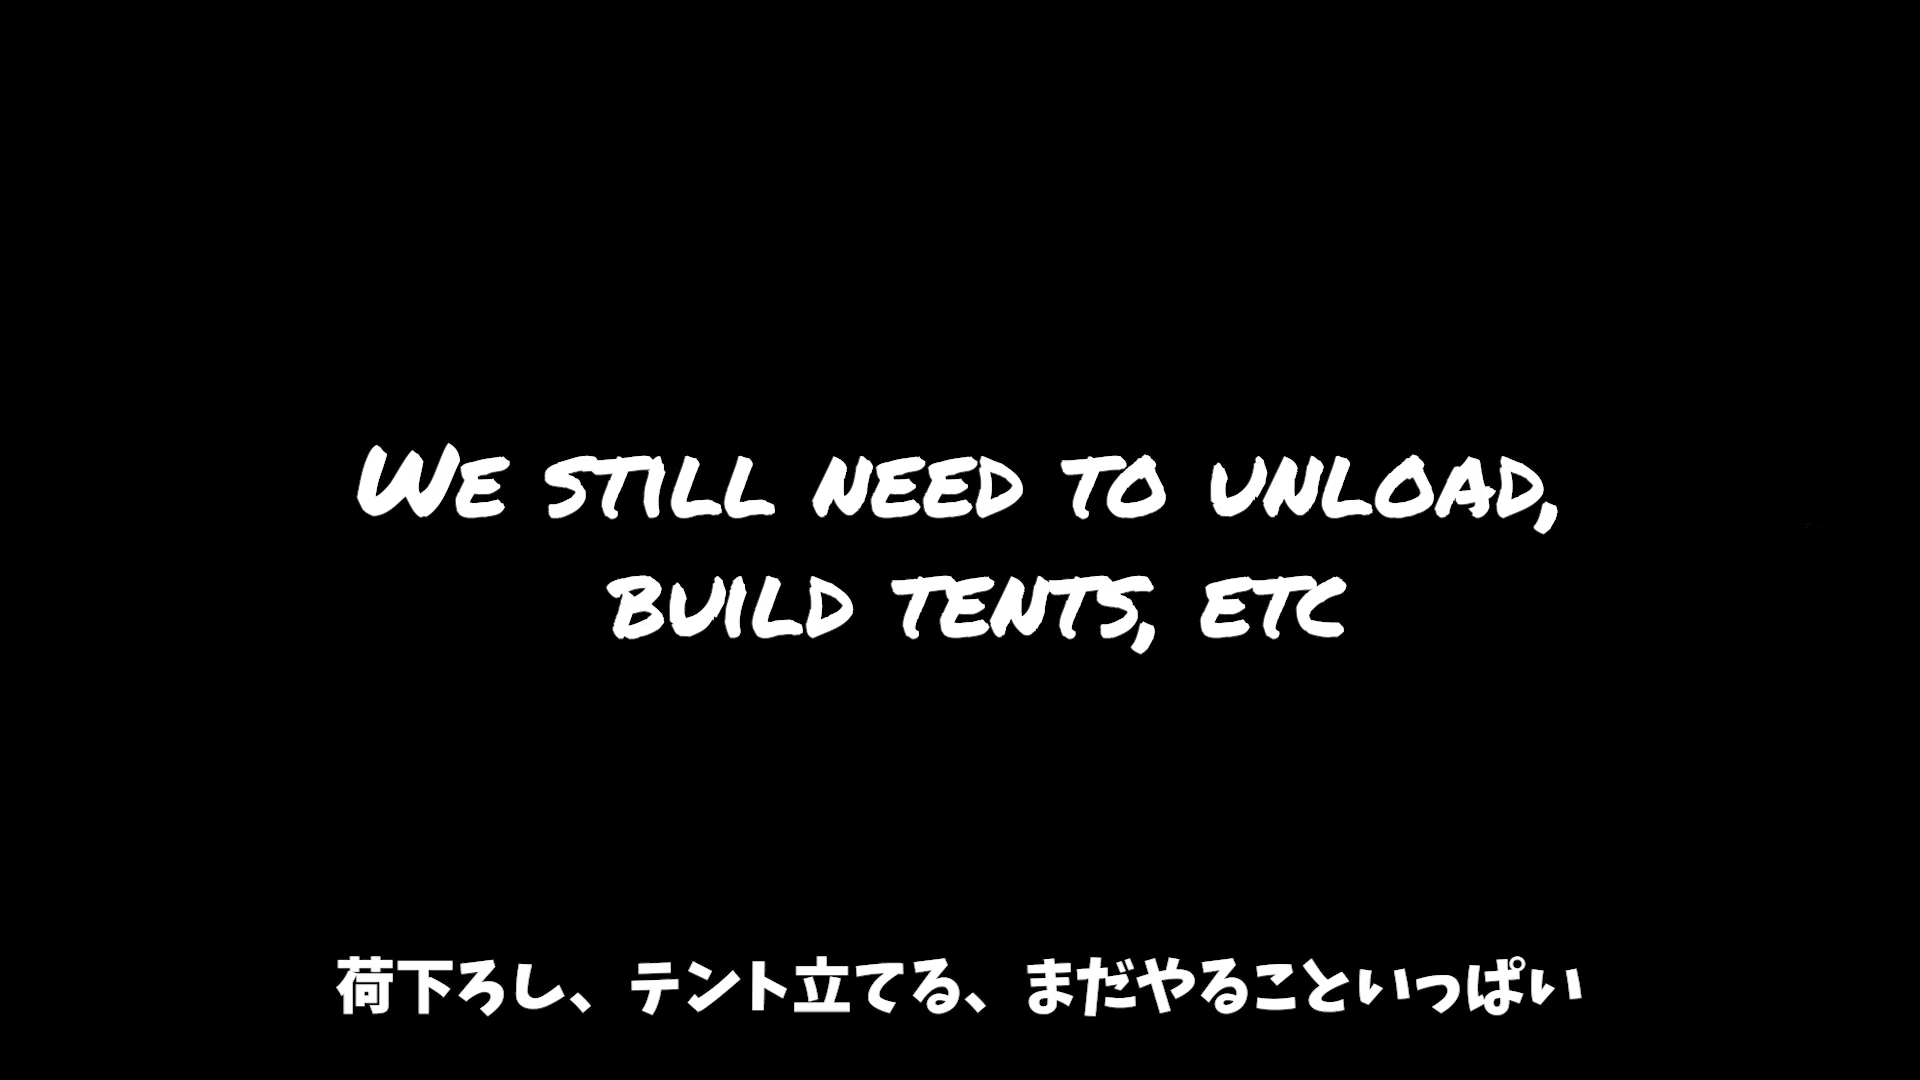 We still need to unload,
build tents, etc
荷下ろし、テント立てる、まだやることいっぱい